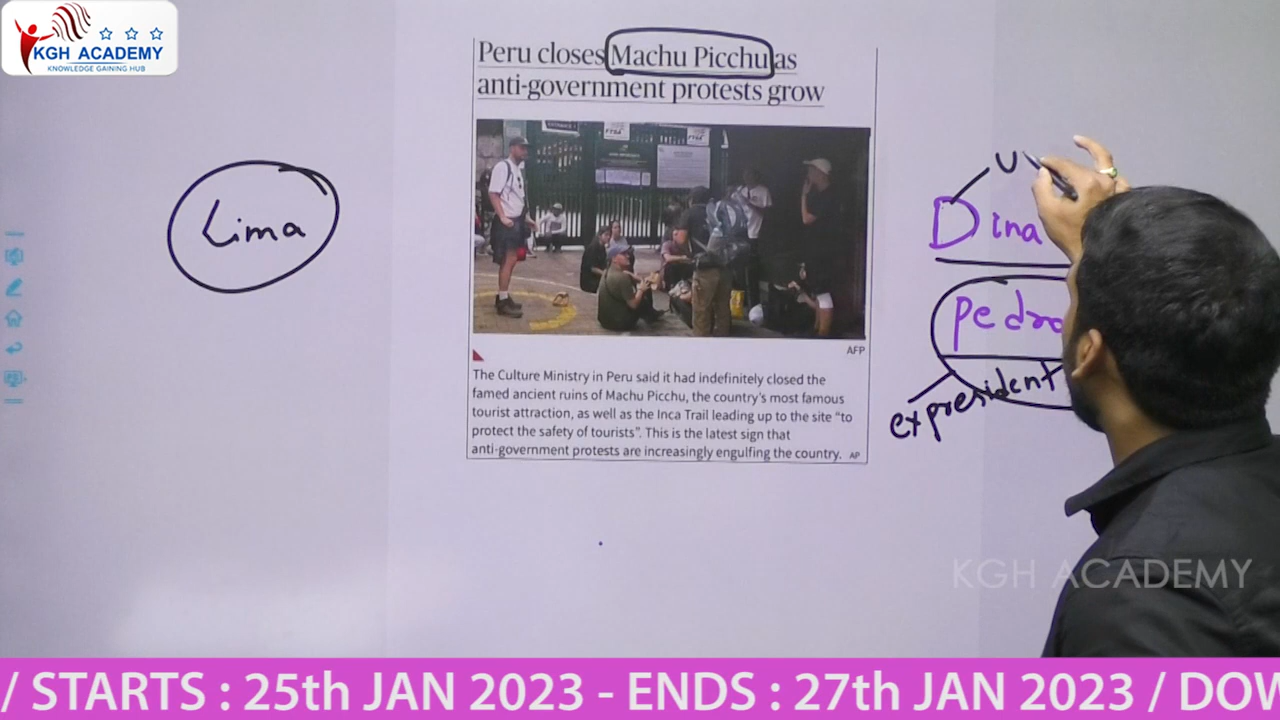 KGH ACADEMY
KNOWLEDGE GAINING HUB
Peru closes Machu Picchu as
anti-government protests grow
AFP
The Culture Ministry in Peru said it had indefinitely closed the
famed ancient ruins of Machu Picchu, the country's most famous
tourist attraction, as well as the Inca Trail leading up to the site "to
protect the safety of tourists". This is the latest sign that
anti-government protests are increasingly engulfing the country. AP
Lima
V
Dina
Pedro
expresident
KGH ACADEMY
/ STARTS : 25th JAN 2023 - ENDS : 27th JAN 2023 / DOW